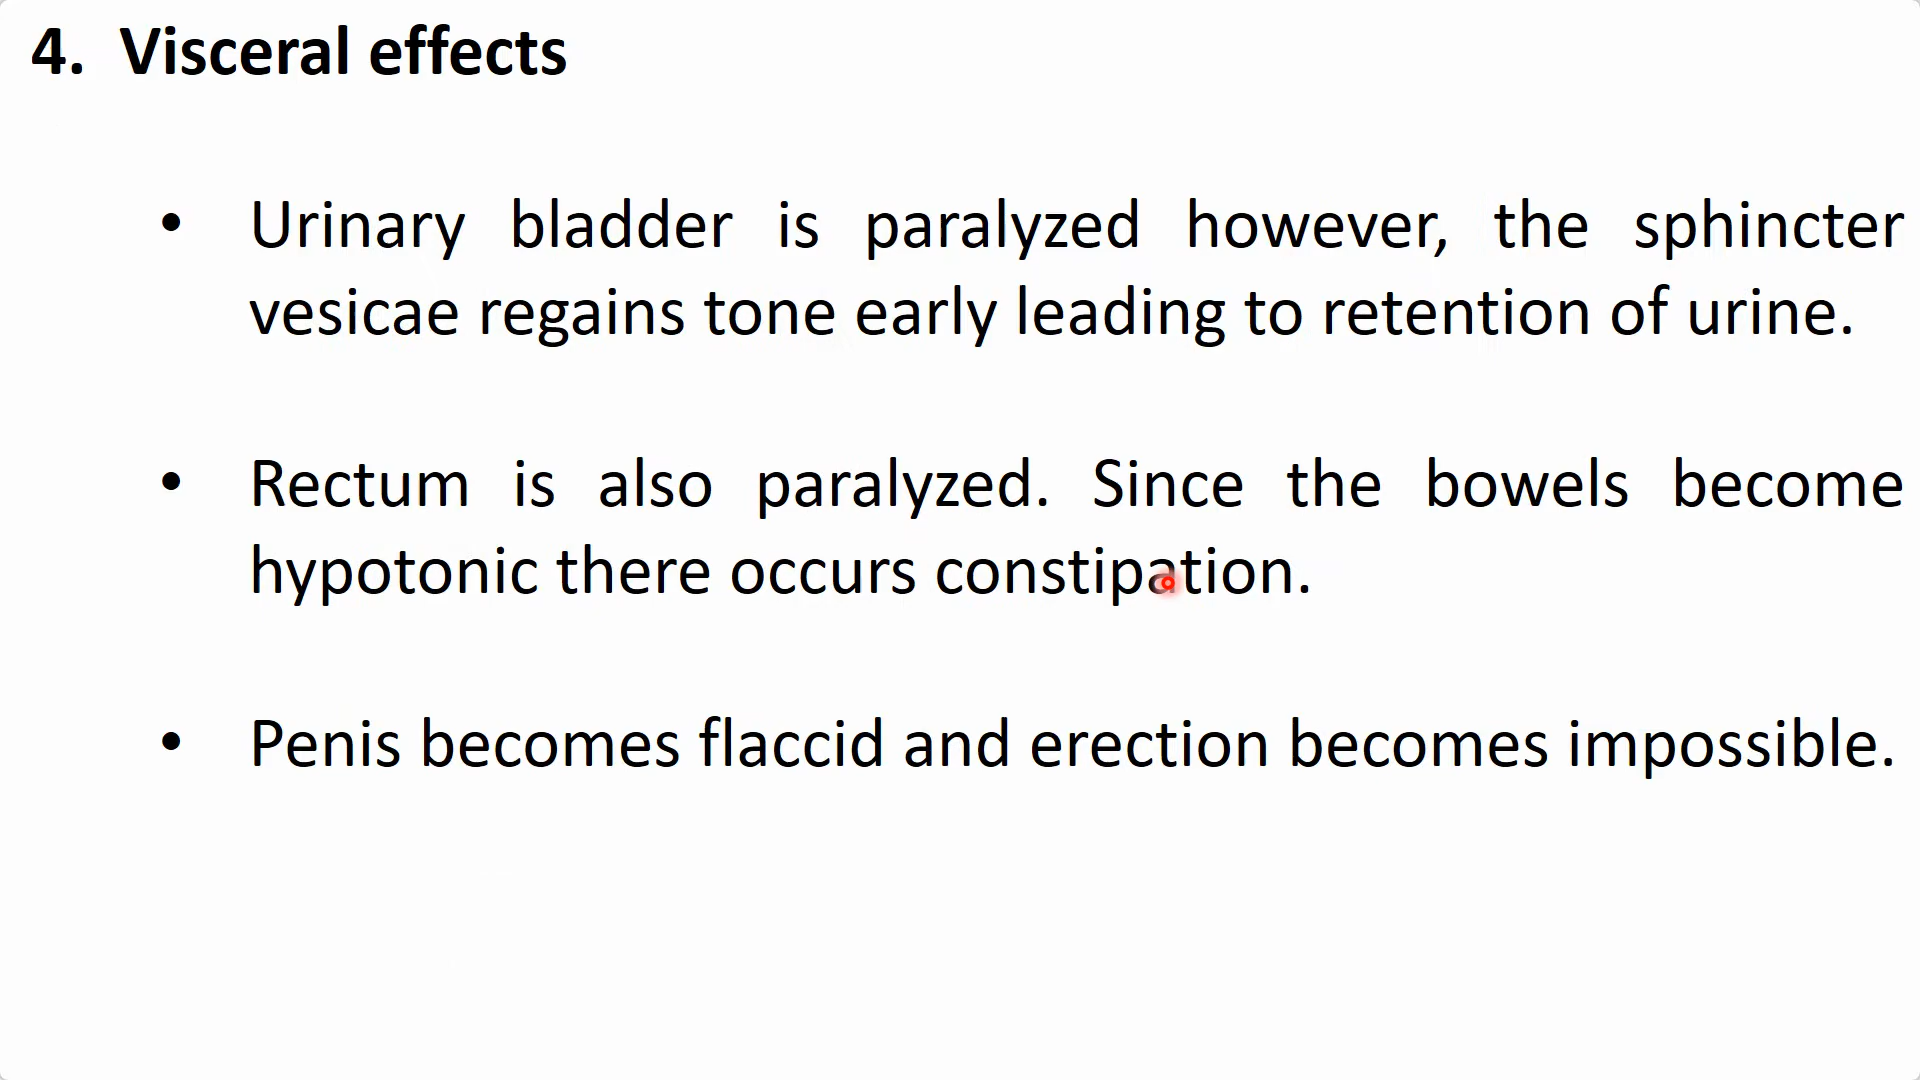 4. Visceral effects
• Urinary bladder is paralyzed however, the sphincter
vesicae regains tone early leading to retention of urine.
• Rectum is also paralyzed. Since the bowels become
hypotonic there occurs constipation.
• Penis becomes flaccid and erection becomes impossible.